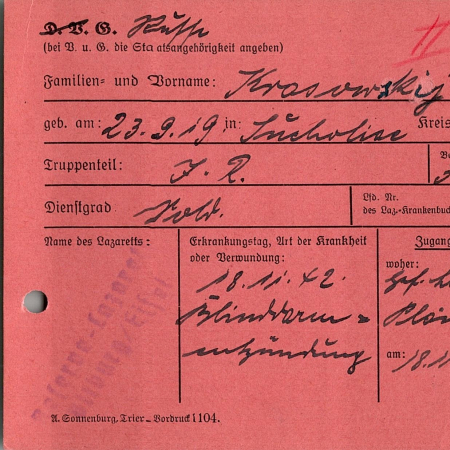 D. V. G. Russe
(bei V. u. G. die Staatsangehörigkeit angeben)
II
Familien- und Vorname: Krasowskij
geb. am: 23.9.19 in: Sucholise Kreis
Truppenteil: J. R.
Dienstgrad Sold.
Lfd. Nr.
des Laz.-Krankenbuch
Name des Lazaretts:
Erkrankungstag, Art der Krankheit
oder Verwundung:
Zugang
woher:
18.11.42.
Blinddarm-
entzündung
am: 18.11
A. Sonnenburg, Trier – Vordruck 1104.